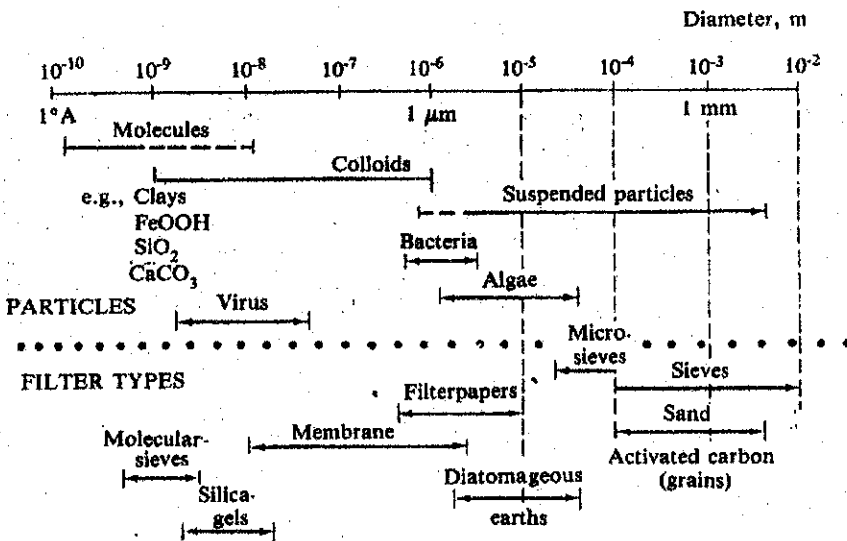 Diameter, m
10⁻¹⁰ 10⁻⁹ 10⁻⁸ 10⁻⁷ 10⁻⁶ 10⁻⁵ 10⁻⁴ 10⁻³ 10⁻²
1°A 1 μm 1 mm
Molecules
Colloids
e.g., Clays
FeOOH
SiO₂
CaCO₃
Suspended particles
Bacteria
Algae
PARTICLES
Virus
Micro-
sieves
FILTER TYPES
Sieves
Filterpapers
Sand
Membrane
Molecular-
sieves
Activated carbon
(grains)
Diatomageous
earths
Silica-
gels